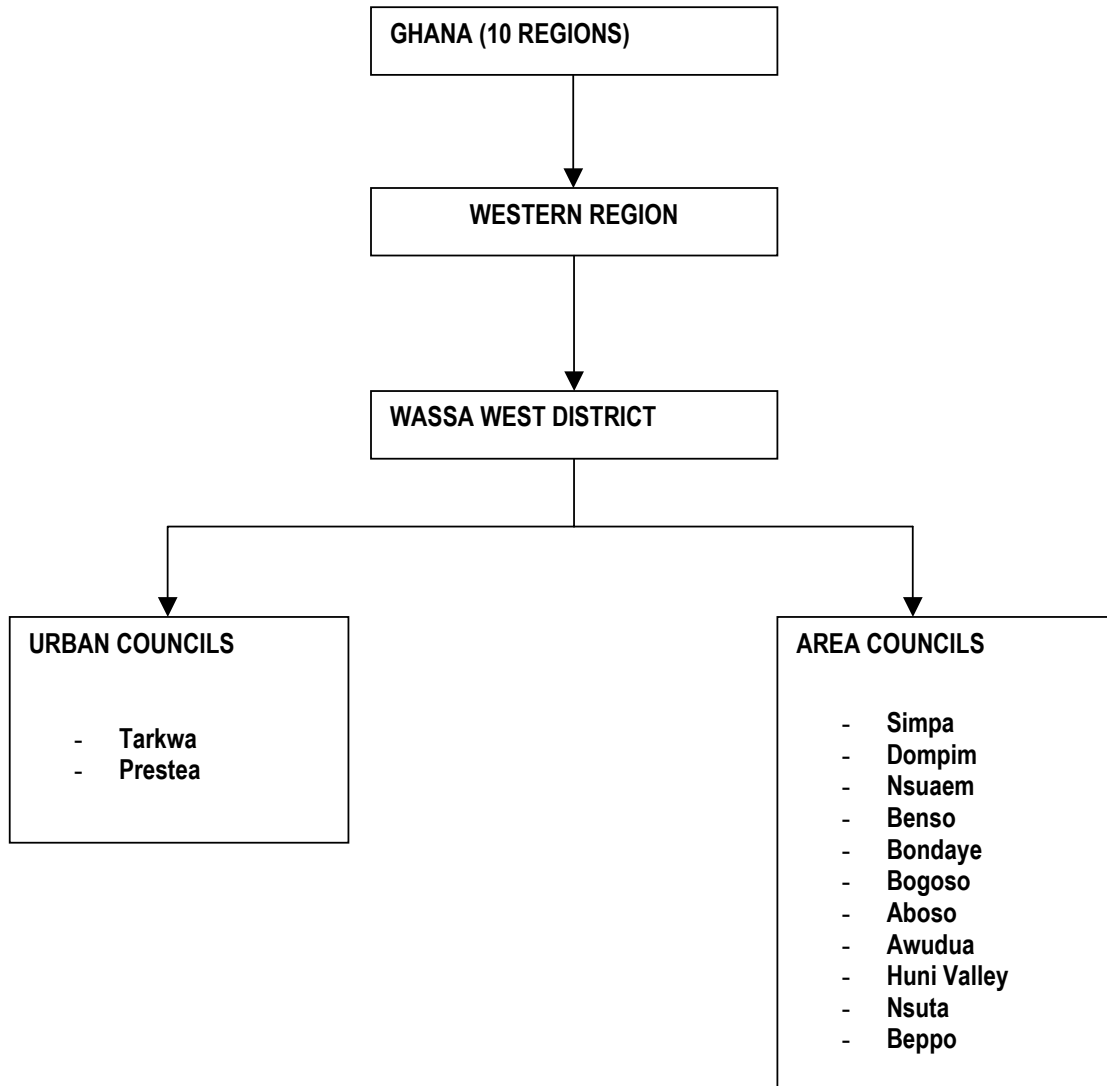 GHANA (10 REGIONS)
WESTERN REGION
WASSA WEST DISTRICT
URBAN COUNCILS
- Tarkwa
- Prestea
AREA COUNCILS
- Simpa
- Dompim
- Nsuaem
- Benso
- Bondaye
- Bogoso
- Aboso
- Awudua
- Huni Valley
- Nsuta
- Beppo